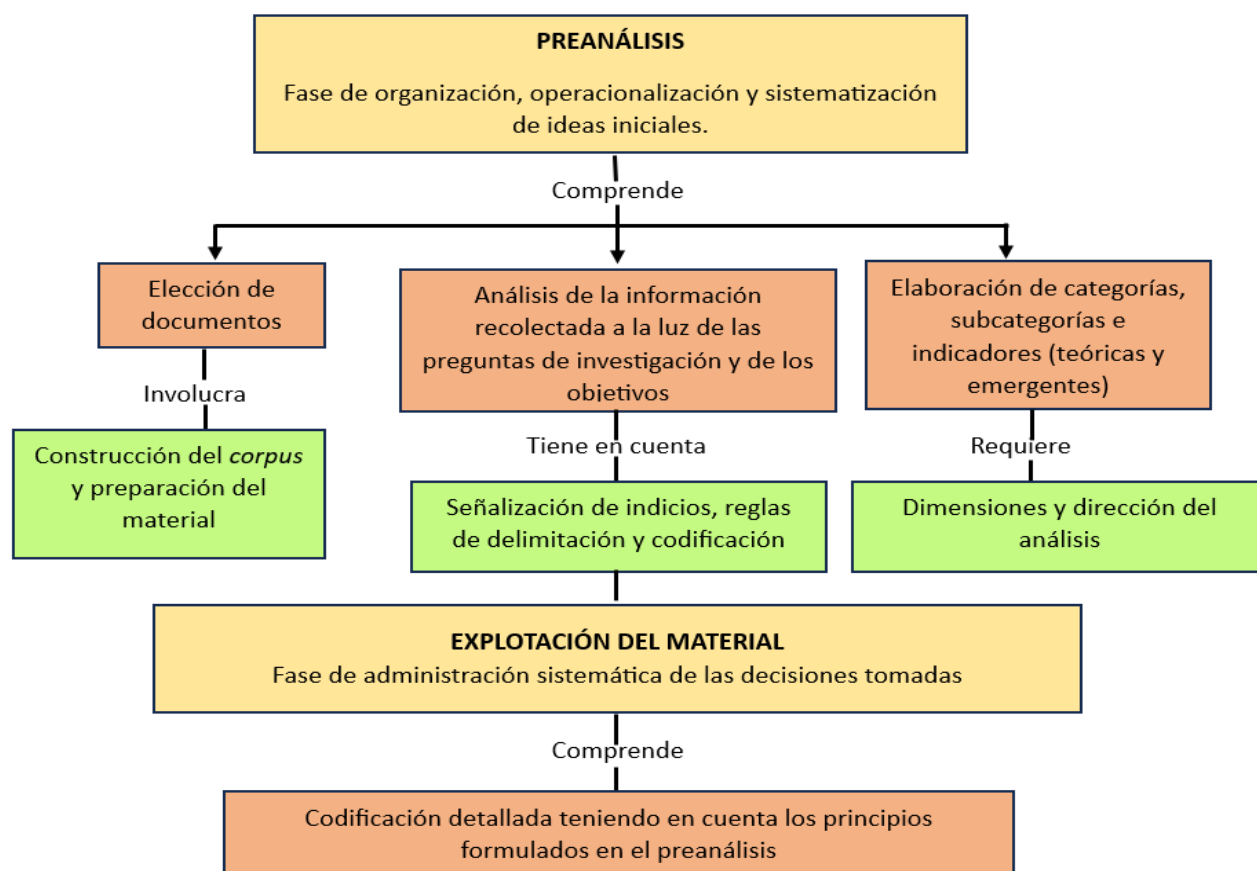 PREANÁLISIS
Fase de organización, operacionalización y sistematización
de ideas iniciales.
Comprende
Elección de
documentos
Análisis de la información
recolectada a la luz de las
preguntas de investigación y de los
objetivos
Elaboración de categorías,
subcategorías e
indicadores (teóricas y
emergentes)
Involucra
Tiene en cuenta
Requiere
Construcción del corpus
y preparación del
material
Señalización de indicios, reglas
de delimitación y codificación
Dimensiones y dirección del
análisis
EXPLOTACIÓN DEL MATERIAL
Fase de administración sistemática de las decisiones tomadas
Comprende
Codificación detallada teniendo en cuenta los principios
formulados en el preanálisis